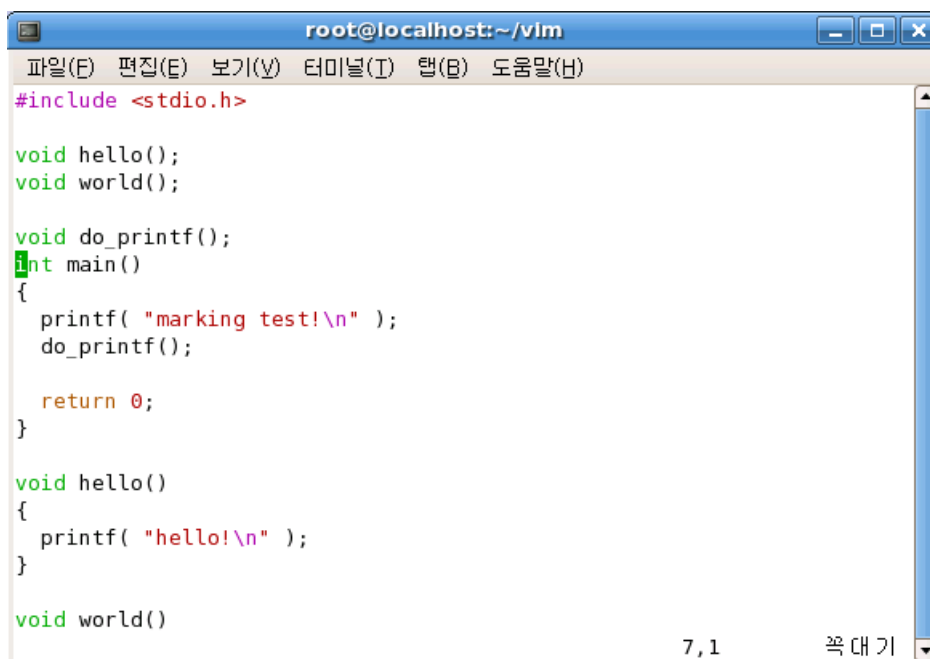 root@localhost:~/vim
파일(F) 편집(E) 보기(V) 터미널(T) 탭(B) 도움말(H)
#include <stdio.h>

void hello();
void world();

void do_printf();
int main()
{
  printf( "marking test!\n" );
  do_printf();

  return 0;
}

void hello()
{
  printf( "hello!\n" );
}

void world()
7,1 꼭대기